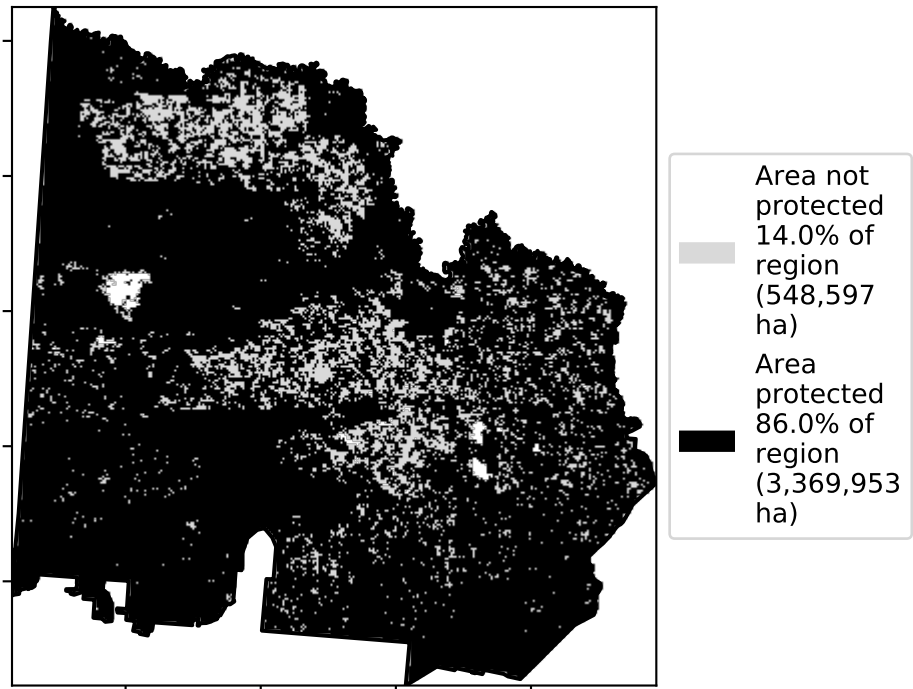 Area not
protected
14.0% of
region
(548,597
ha)
Area
protected
86.0% of
region
(3,369,953
ha)